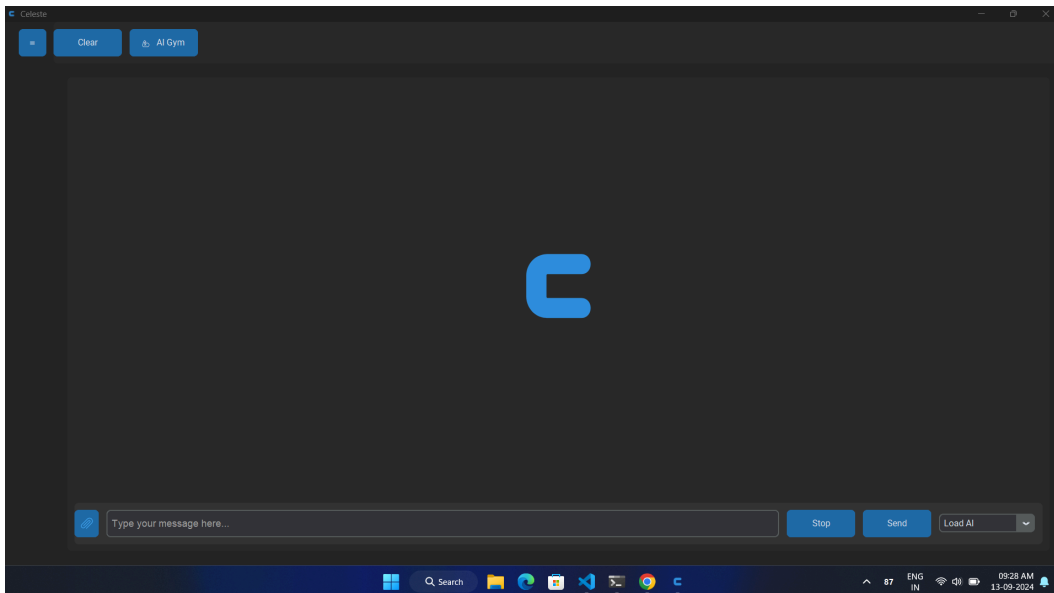 Celeste
≡ Clear AI Gym
Type your message here...
Stop
Send
Load AI
Search
87
ENG
IN
09:28 AM
13-09-2024